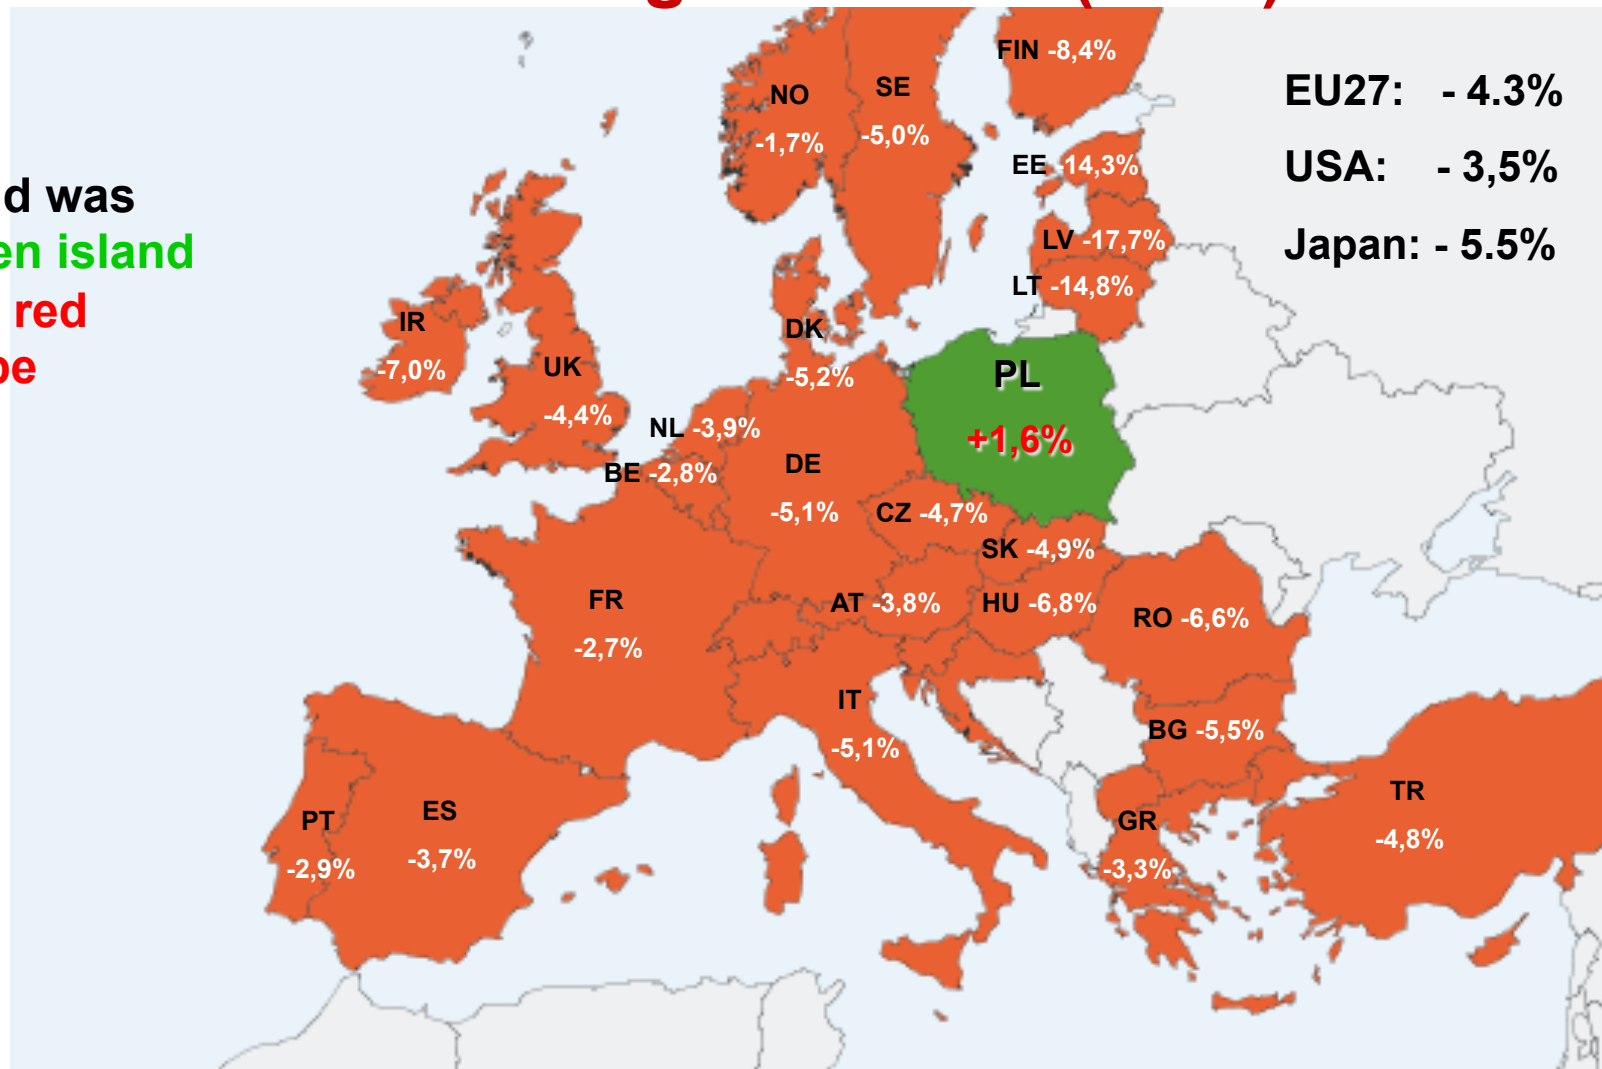 EU27: - 4.3%
USA: - 3,5%
Japan: - 5.5%
d was
en island
red
FIN -8,4%
NO
-1,7%
SE
-5,0%
EE -14,3%
LV -17,7%
LT -14,8%
IR
-7,0%
UK
-4,4%
DK
-5,2%
PL
+1,6%
NL -3,9%
BE -2,8%
DE
-5,1%
CZ -4,7%
SK -4,9%
FR
-2,7%
AT -3,8%
HU -6,8%
RO -6,6%
IT
-5,1%
BG -5,5%
PT
-2,9%
ES
-3,7%
GR
-3,3%
TR
-4,8%